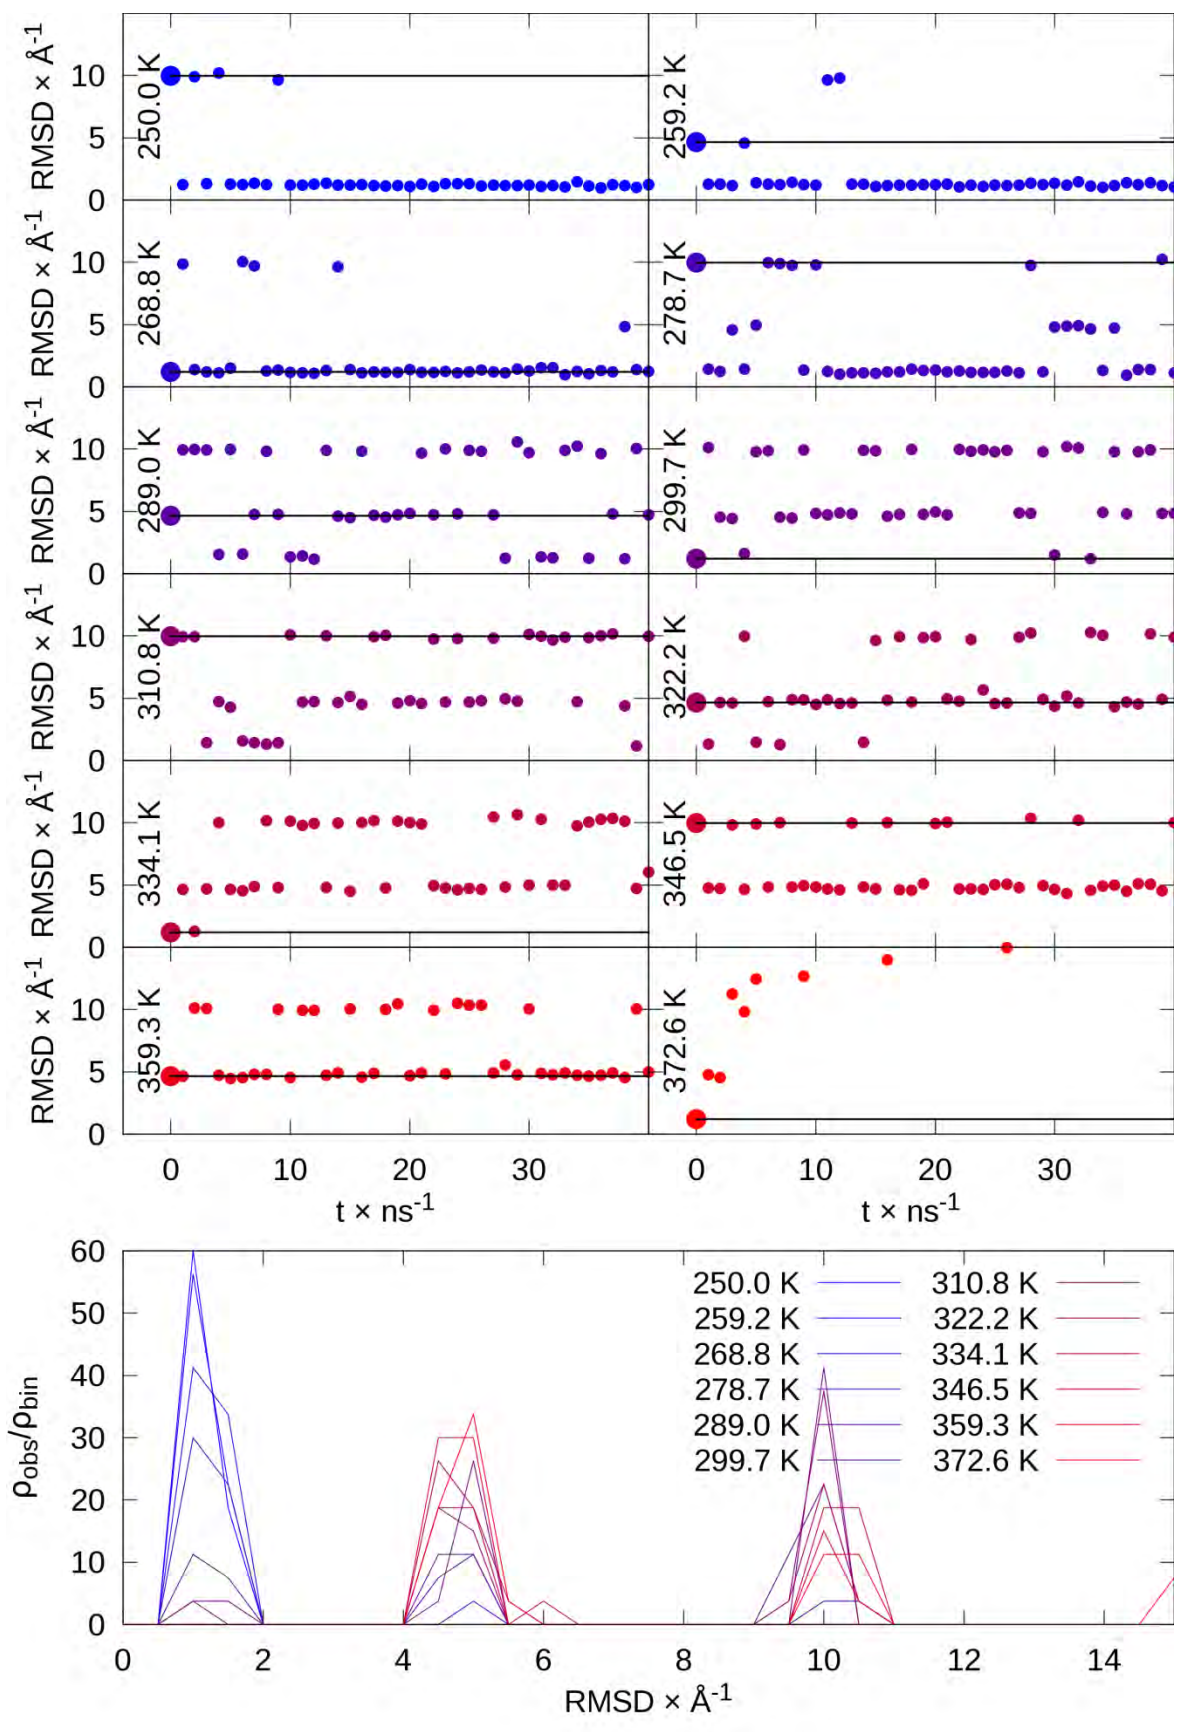 RMSD × Å-1
10
5
0
250.0 K
259.2 K
RMSD × Å-1
10
5
0
268.8 K
278.7 K
RMSD × Å-1
10
5
0
289.0 K
299.7 K
RMSD × Å-1
10
5
0
310.8 K
322.2 K
RMSD × Å-1
10
5
0
334.1 K
346.5 K
RMSD × Å-1
10
5
0
359.3 K
372.6 K
0 10 20 30 0 10 20 30
t × ns-1 t × ns-1
ρobs/ρbin
60
50
40
30
20
10
0
250.0 K 310.8 K
259.2 K 322.2 K
268.8 K 334.1 K
278.7 K 346.5 K
289.0 K 359.3 K
299.7 K 372.6 K
0 2 4 6 8 10 12 14
RMSD × Å-1